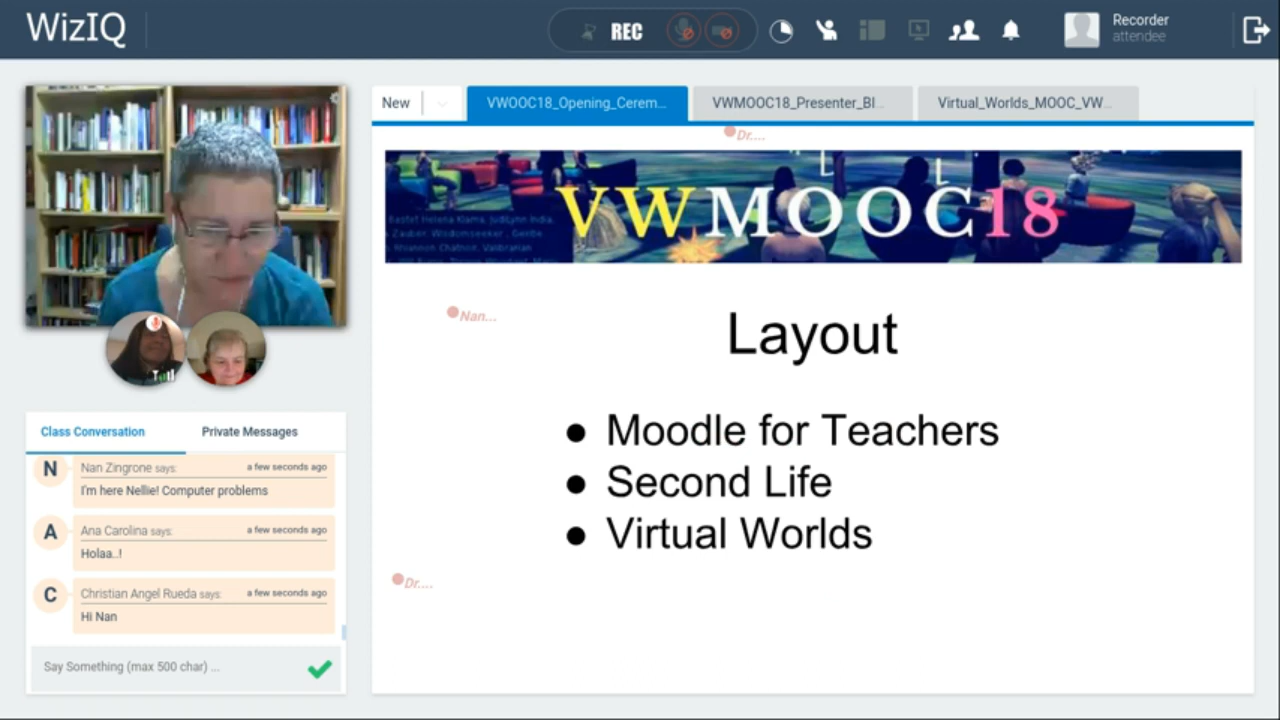 WizIQ
REC
Recorder
attendee
New
VWOOC18_Opening_Cerem...
VWMOOC18_Presenter_BI...
Virtual_Worlds_MOOC_VW...
Dr....
VWMOOC18
Nan...
Layout
● Moodle for Teachers
● Second Life
● Virtual Worlds
Dr....
Class Conversation
Private Messages
N
Nan Zingrone says:
a few seconds ago
I'm here Nellie! Computer problems
A
Ana Carolina says:
a few seconds ago
Holaa..!
C
Christian Angel Rueda says:
a few seconds ago
Hi Nan
Say Something (max 500 char) ...